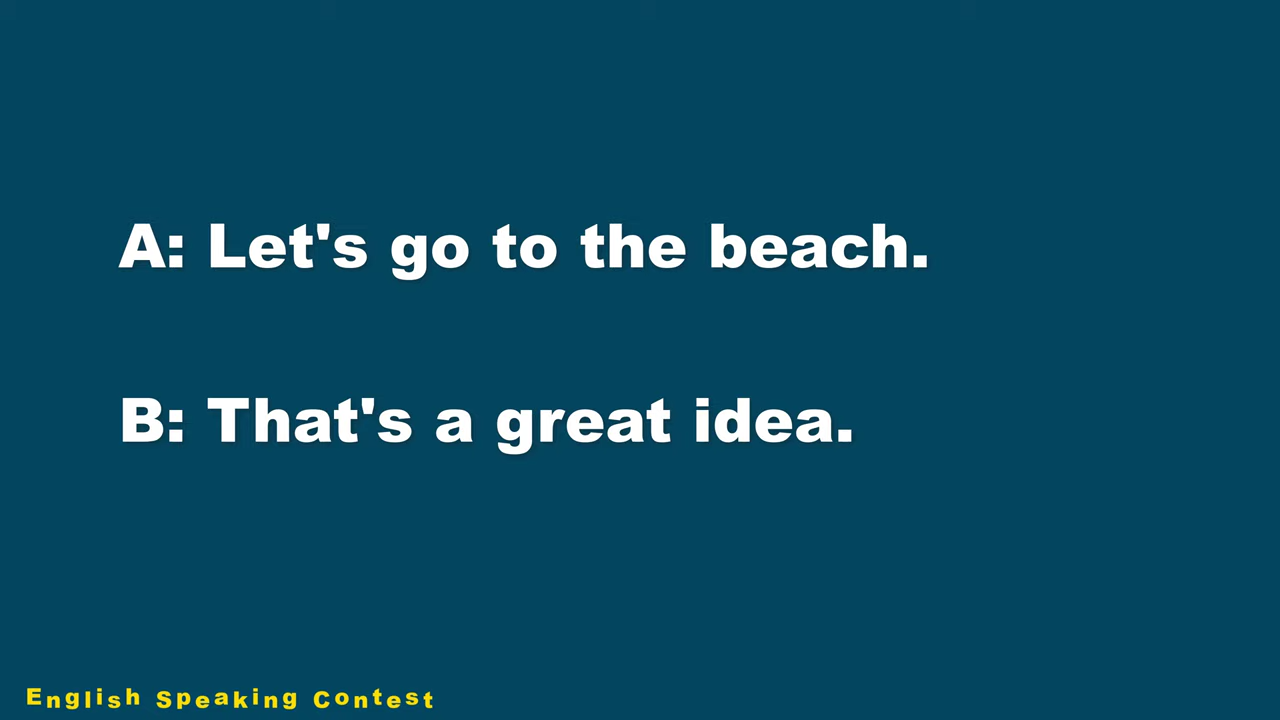 A: Let's go to the beach.
B: That's a great idea.
English Speaking Contest